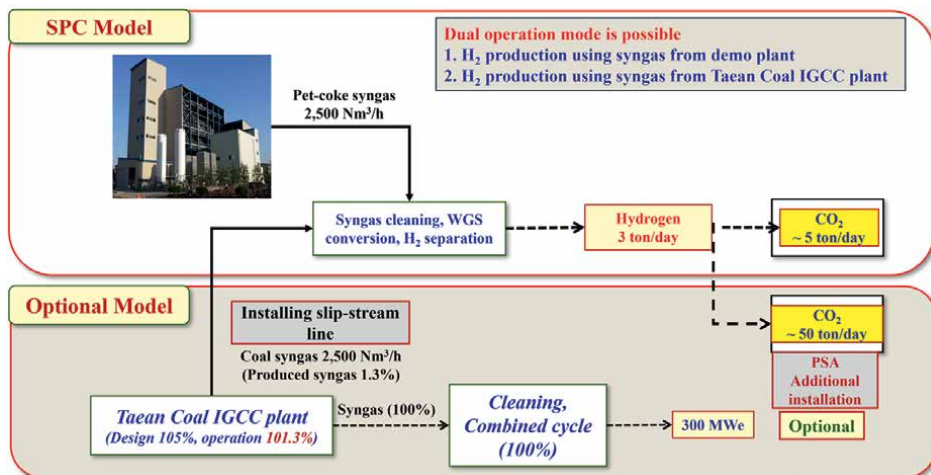 SPC Model
Dual operation mode is possible
1. H₂ production using syngas from demo plant
2. H₂ production using syngas from Taean Coal IGCC plant
Pet-coke syngas
2,500 Nm³/h
Syngas cleaning, WGS
conversion, H₂ separation
Hydrogen
3 ton/day
CO₂
~ 5 ton/day
Optional Model
Installing slip-stream
line
Coal syngas 2,500 Nm³/h
(Produced syngas 1.3%)
CO₂
~ 50 ton/day
PSA
Additional
installation
Optional
Taean Coal IGCC plant
(Design 105%, operation 101.3%)
Syngas (100%)
Cleaning,
Combined cycle
(100%)
300 MWe